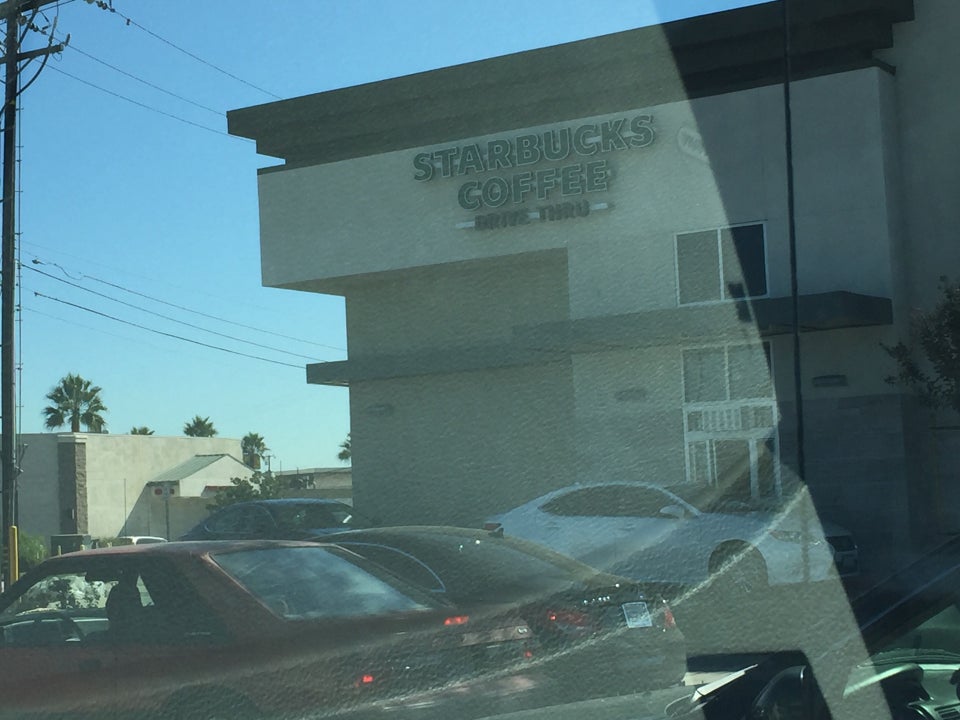 STARBUCKS
COFFEE
DRIVE THRU